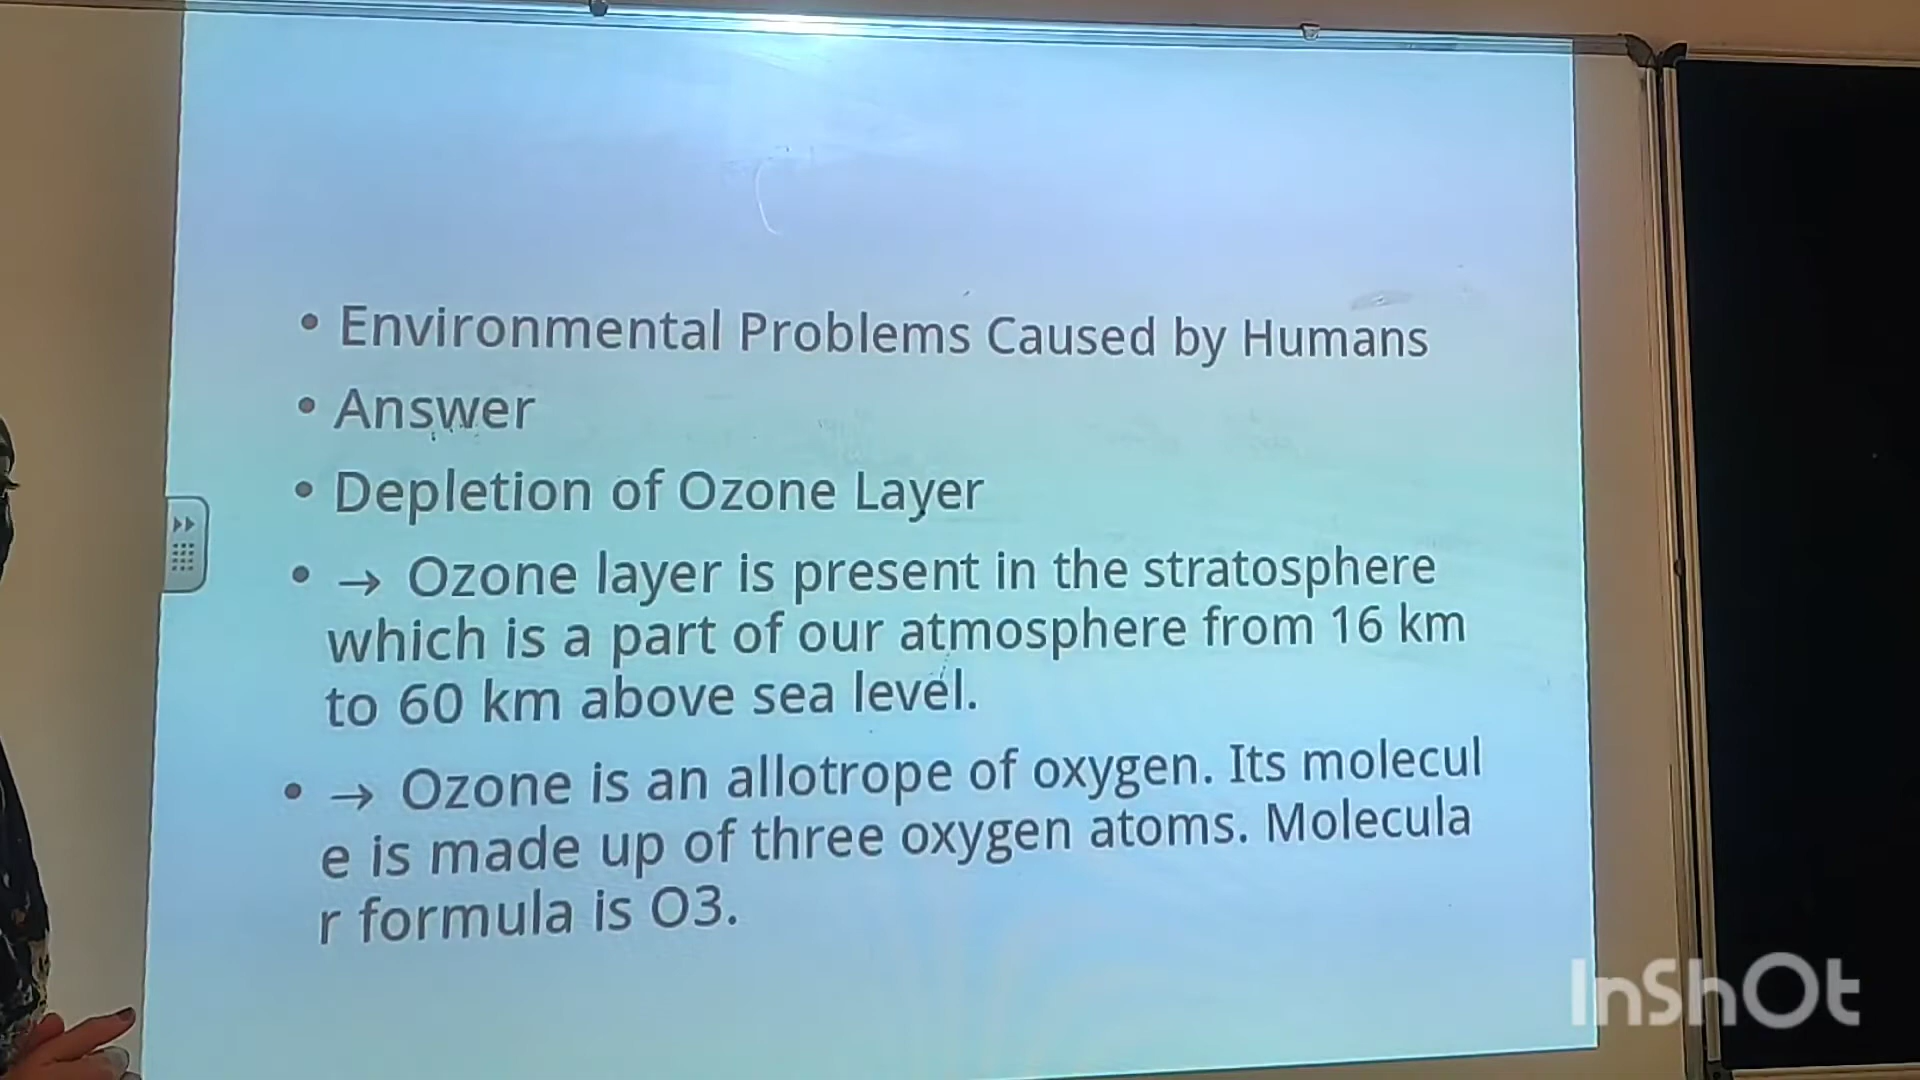 • Environmental Problems Caused by Humans
• Answer
• Depletion of Ozone Layer
• → Ozone layer is present in the stratosphere
which is a part of our atmosphere from 16 km
to 60 km above sea level.
• → Ozone is an allotrope of oxygen. Its molecul
e is made up of three oxygen atoms. Molecula
r formula is O3.
InShOt